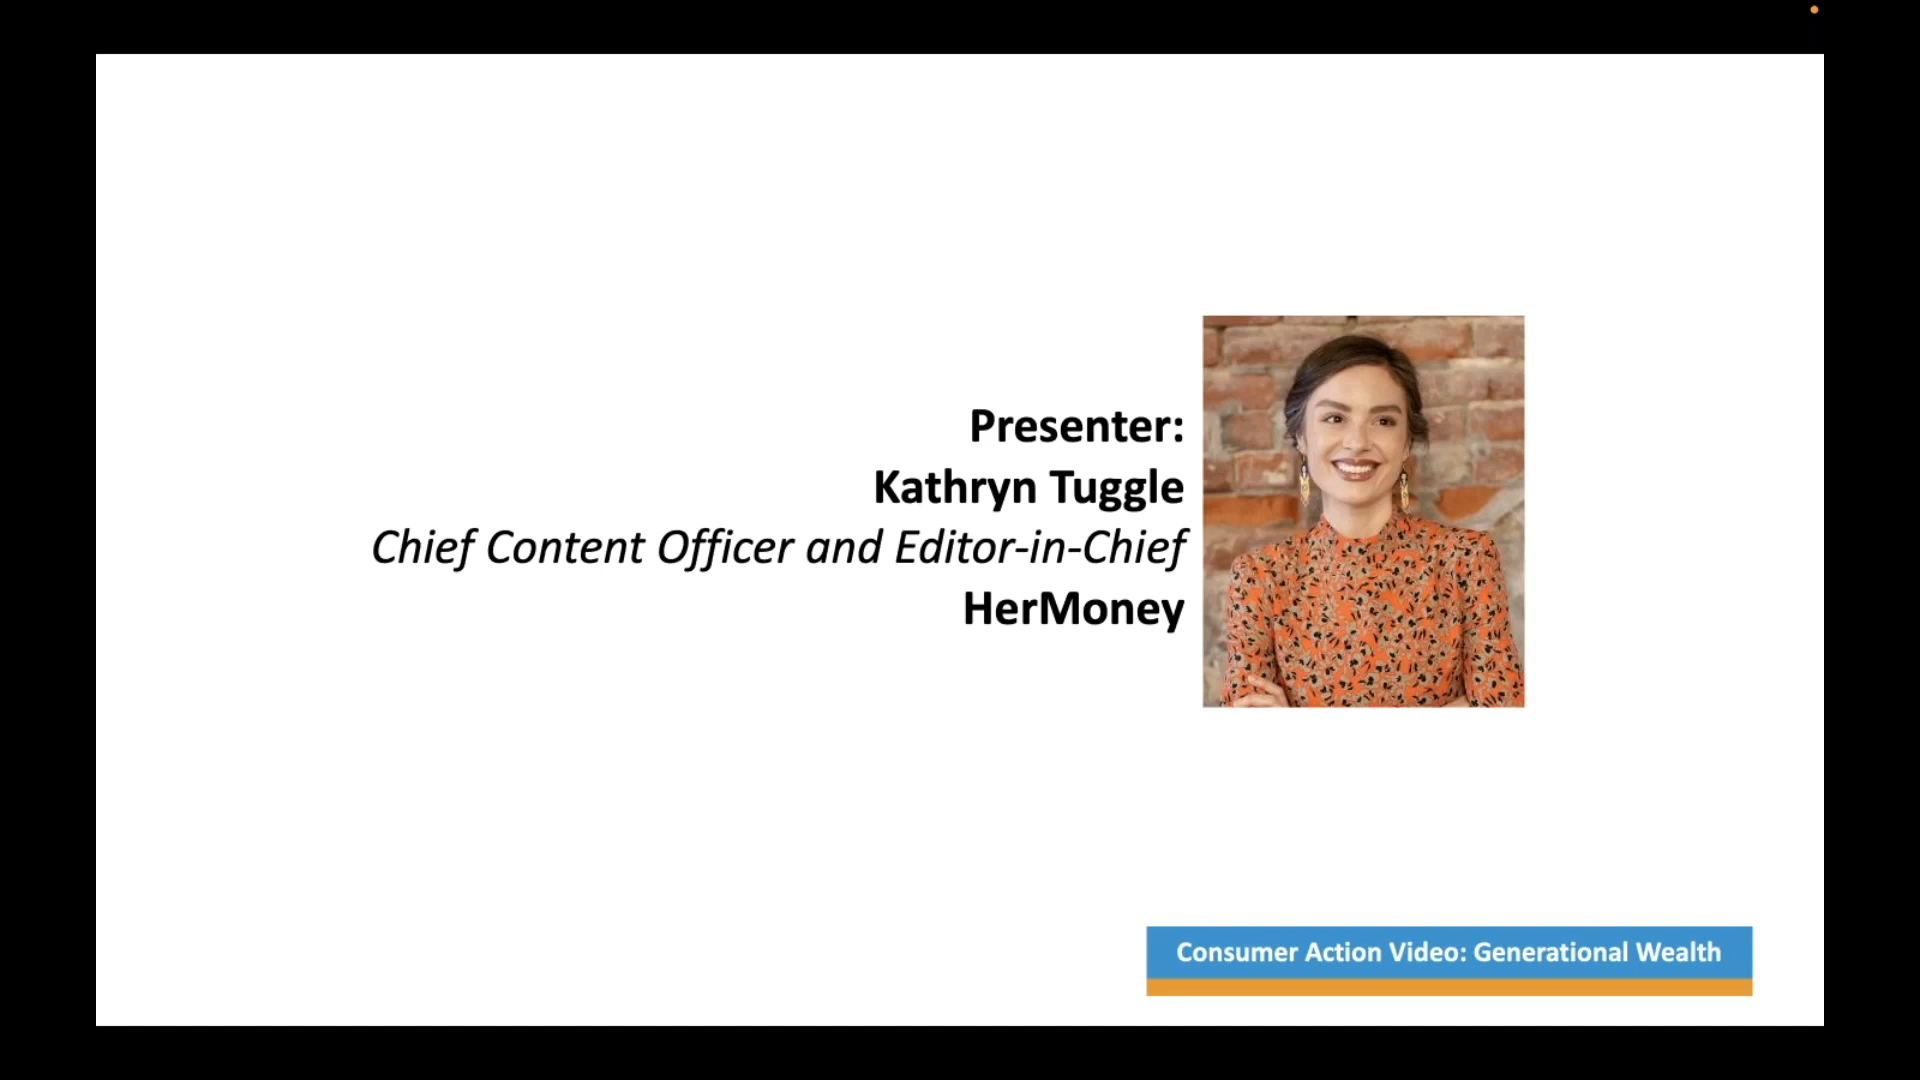 Presenter:
Kathryn Tuggle
Chief Content Officer and Editor-in-Chief
HerMoney
Consumer Action Video: Generational Wealth